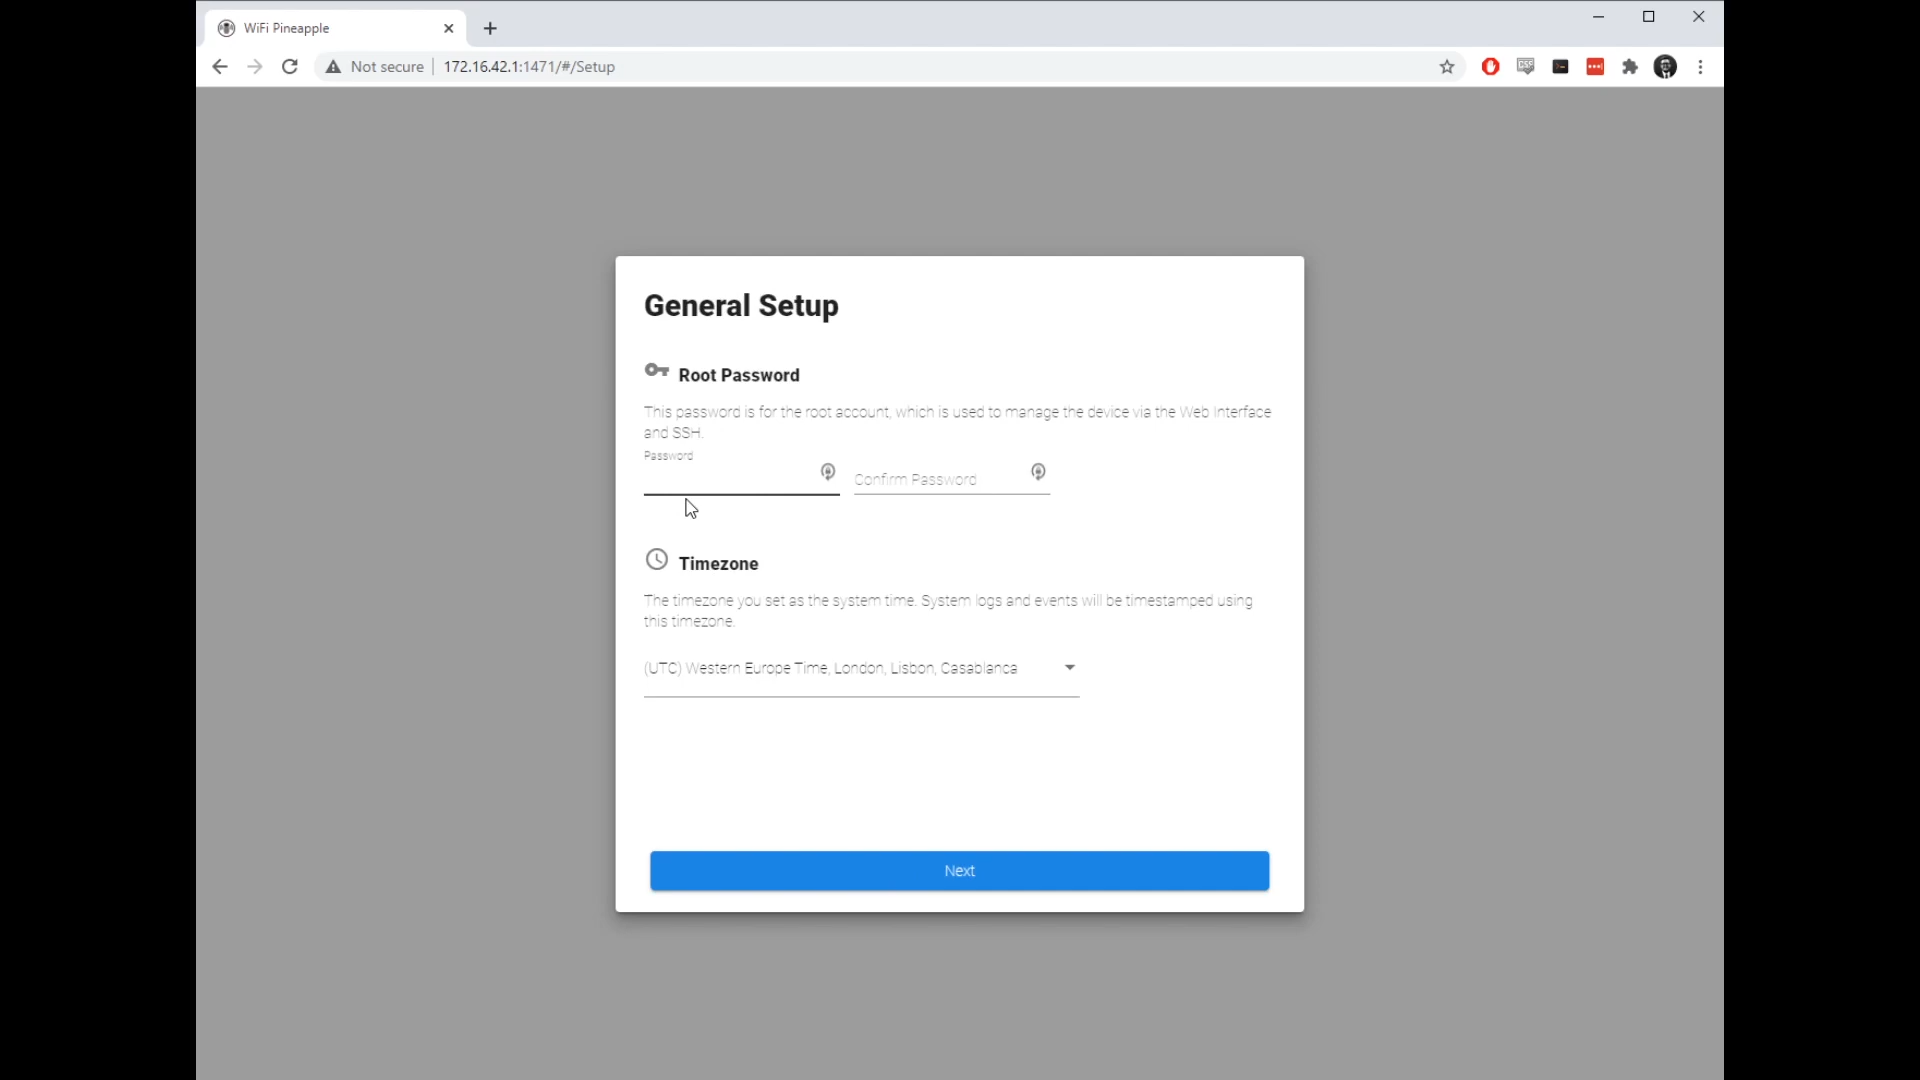 WiFi Pineapple
Not secure
172.16.42.1:1471/#/Setup
General Setup
Root Password
This password is for the root account, which is used to manage the device via the Web Interface
and SSH.
Password
Confirm Password
Timezone
The timezone you set as the system time. System logs and events will be timestamped using
this timezone.
(UTC) Western Europe Time, London, Lisbon, Casablanca
Next